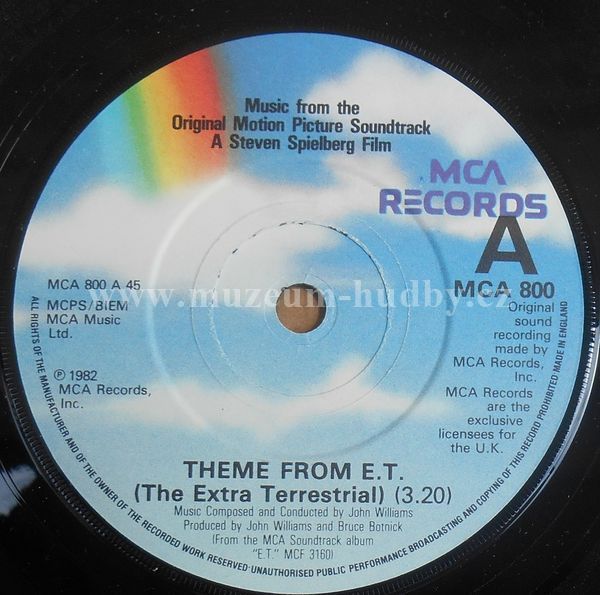 Music from the
Original Motion Picture Soundtrack
A Steven Spielberg Film
MCA
RECORDS
A
MCA 800
MCA 800 A 45
MCPS/BIEM
MCA Music
Ltd.
℗ 1982
MCA Records,
Inc.
www.muzeum-hudby.cz
Original
sound
recording
made by
MCA Records,
Inc.
MCA Records
are the
exclusive
licensees for
the U.K.
THEME FROM E.T.
(The Extra Terrestrial) (3.20)
Music Composed and Conducted by John Williams
Produced by John Williams and Bruce Botnick
(From the MCA Soundtrack album
"E.T." MCF 3160)
ALL RIGHTS OF THE MANUFACTURER AND OF THE OWNER OF THE RECORDED WORK RESERVED·UNAUTHORISED PUBLIC PERFORMANCE BROADCASTING AND COPYING OF THIS RECORD PROHIBITED·MADE IN ENGLAND